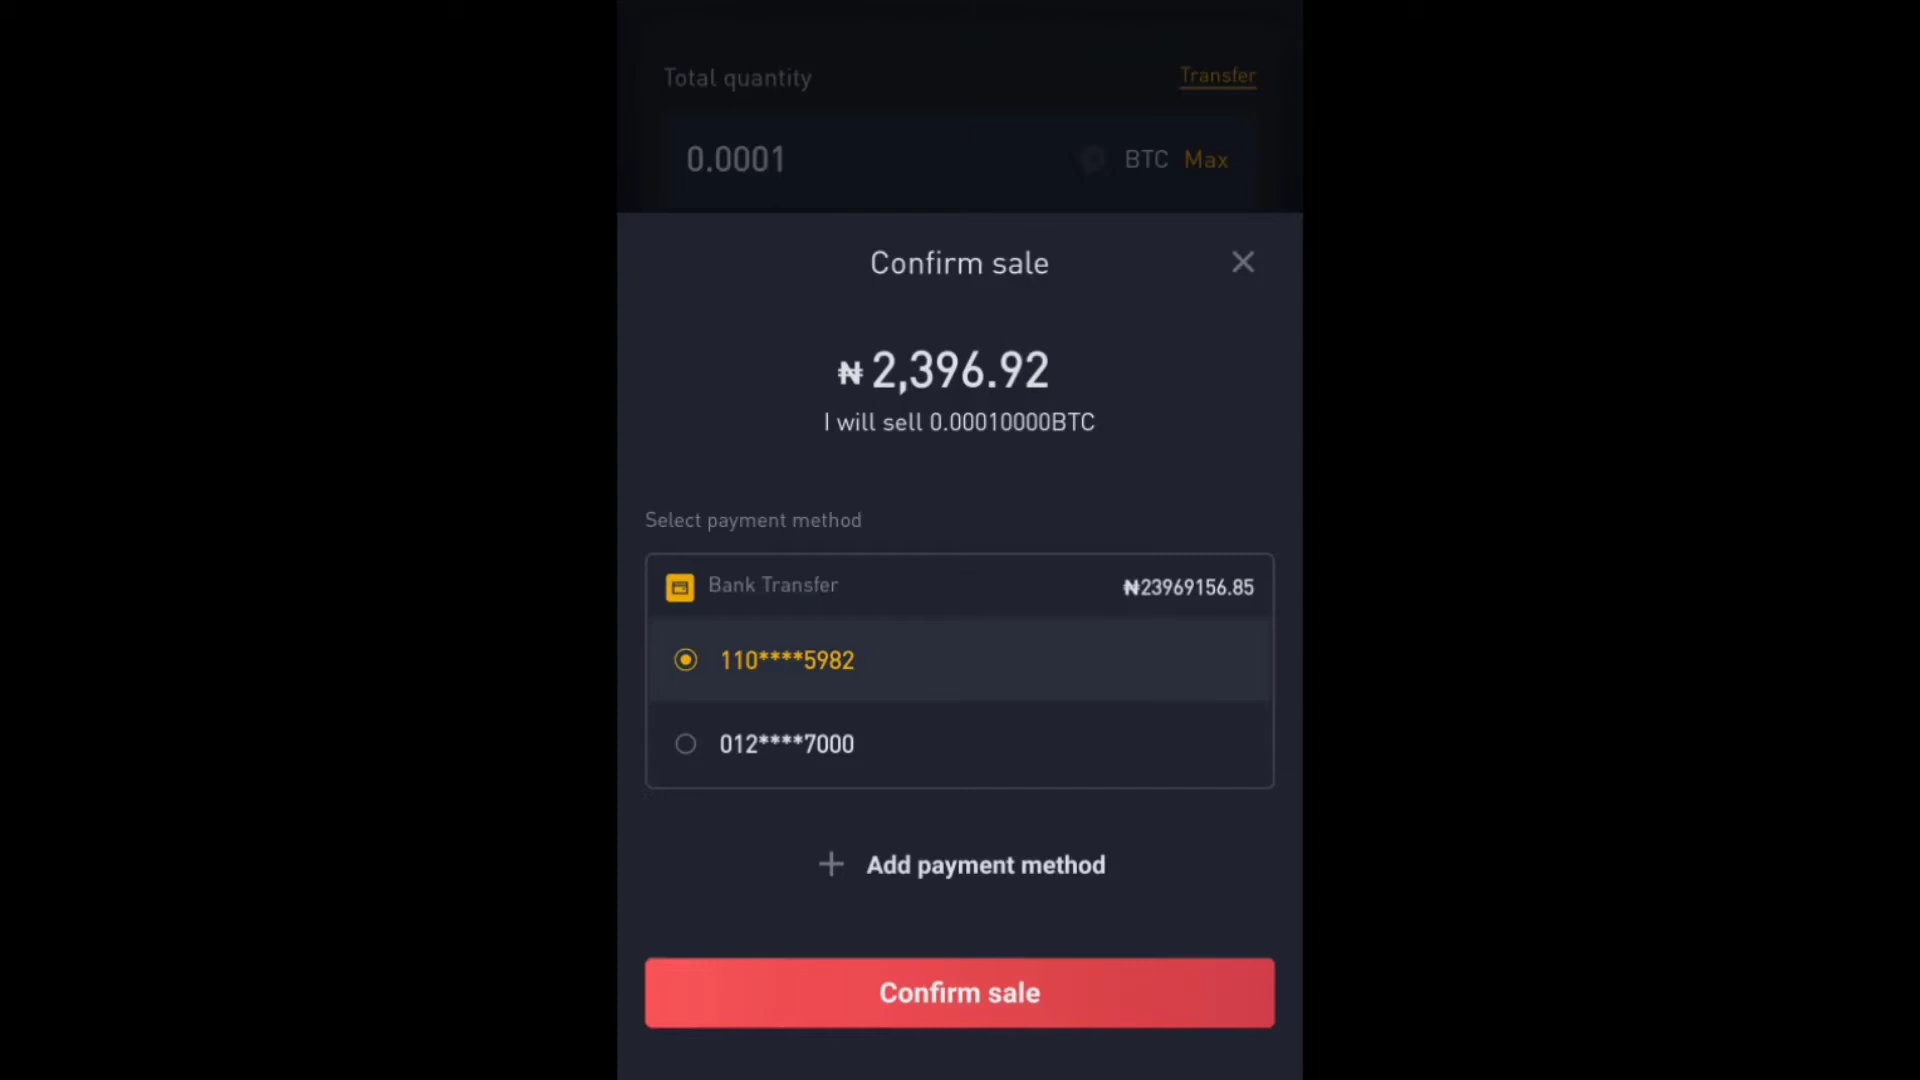 Total quantity Transfer
0.0001 BTC Max
Confirm sale
₦ 2,396.92
I will sell 0.00010000BTC
Select payment method
Bank Transfer ₦23969156.85
110****5982
012****7000
+ Add payment method
Confirm sale